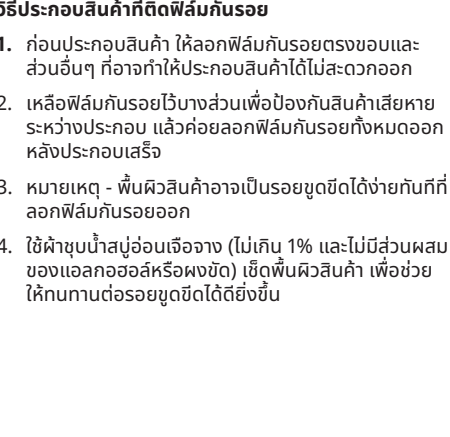 วิธีประกอบสินค้าที่ติดฟิล์มกันรอย
1. ก่อนประกอบสินค้า ให้ลอกฟิล์มกันรอยตรงขอบและ
ส่วนอื่นๆ ที่อาจทำให้ประกอบสินค้าได้ไม่สะดวกออก
2. เหลือฟิล์มกันรอยไว้บางส่วนเพื่อป้องกันสินค้าเสียหาย
ระหว่างประกอบ แล้วค่อยลอกฟิล์มกันรอยทั้งหมดออก
หลังประกอบเสร็จ
3. หมายเหตุ - พื้นผิวสินค้าอาจเป็นรอยขูดขีดได้ง่ายทันทีที่
ลอกฟิล์มกันรอยออก
4. ใช้ผ้าชุบน้ำสบู่อ่อนเจือจาง (ไม่เกิน 1% และไม่มีส่วนผสม
ของแอลกอฮอล์หรือผงขัด) เช็ดพื้นผิวสินค้า เพื่อช่วย
ให้ทนทานต่อรอยขูดขีดได้ดียิ่งขึ้น